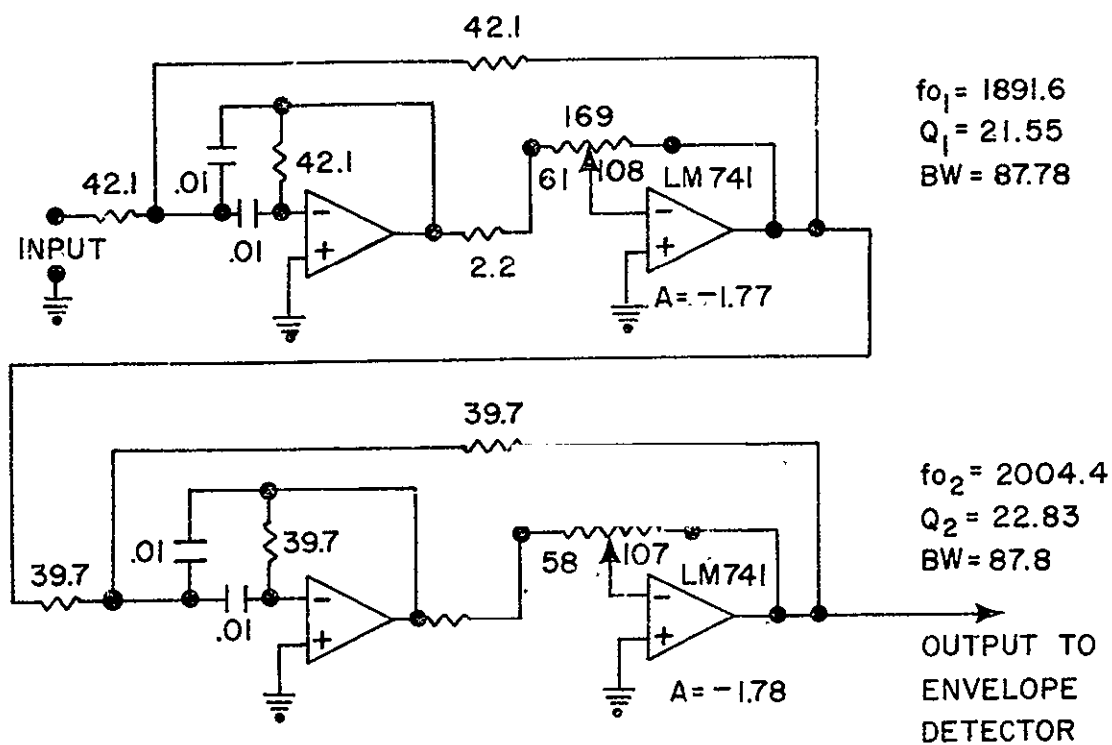 42.1
fo₁ = 1891.6
Q₁ = 21.55
BW = 87.78
169
42.1
.01
42.1
61
108
LM 741
−
+
−
+
INPUT
.01
2.2
A = −1.77
39.7
fo₂ = 2004.4
Q₂ = 22.83
BW = 87.8
.01
39.7
58
107
LM741
39.7
.01
−
+
−
+
A = −1.78
OUTPUT TO
ENVELOPE
DETECTOR